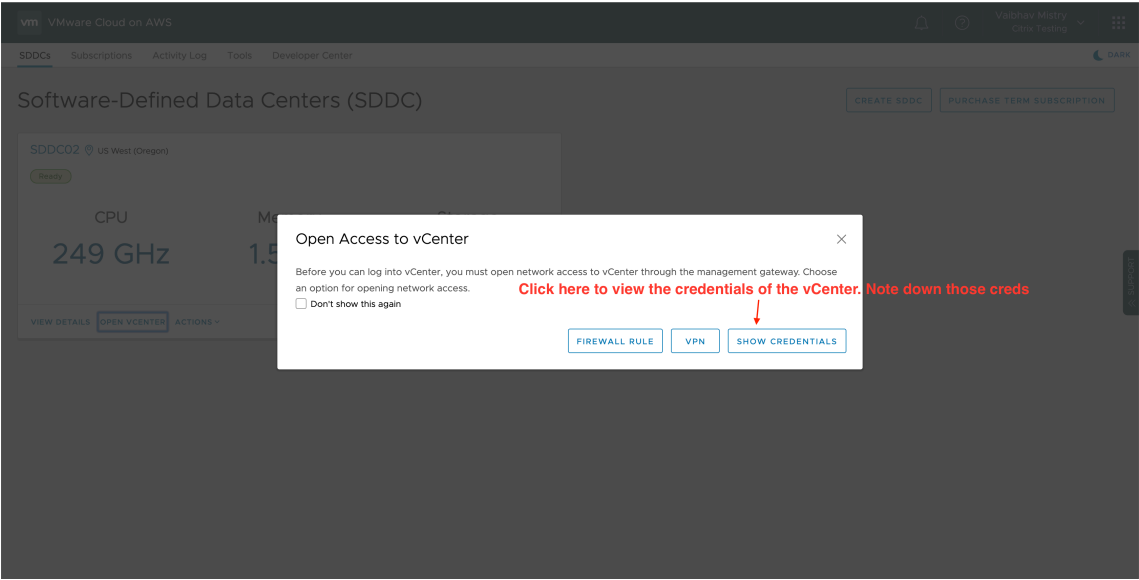 vm VMware Cloud on AWS
Vaibhav Mistry
Citrix Testing
SDDCs Subscriptions Activity Log Tools Developer Center
DARK
Software-Defined Data Centers (SDDC)
CREATE SDDC PURCHASE TERM SUBSCRIPTION
SDDC02 US West (Oregon)
Ready
CPU
249 GHz
1.5
Open Access to vCenter
Before you can log into vCenter, you must open network access to vCenter through the management gateway. Choose
an option for opening network access.
Click here to view the credentials of the vCenter. Note down those creds
Don't show this again
FIREWALL RULE VPN SHOW CREDENTIALS
VIEW DETAILS OPEN VCENTER ACTIONS
SUPPORT